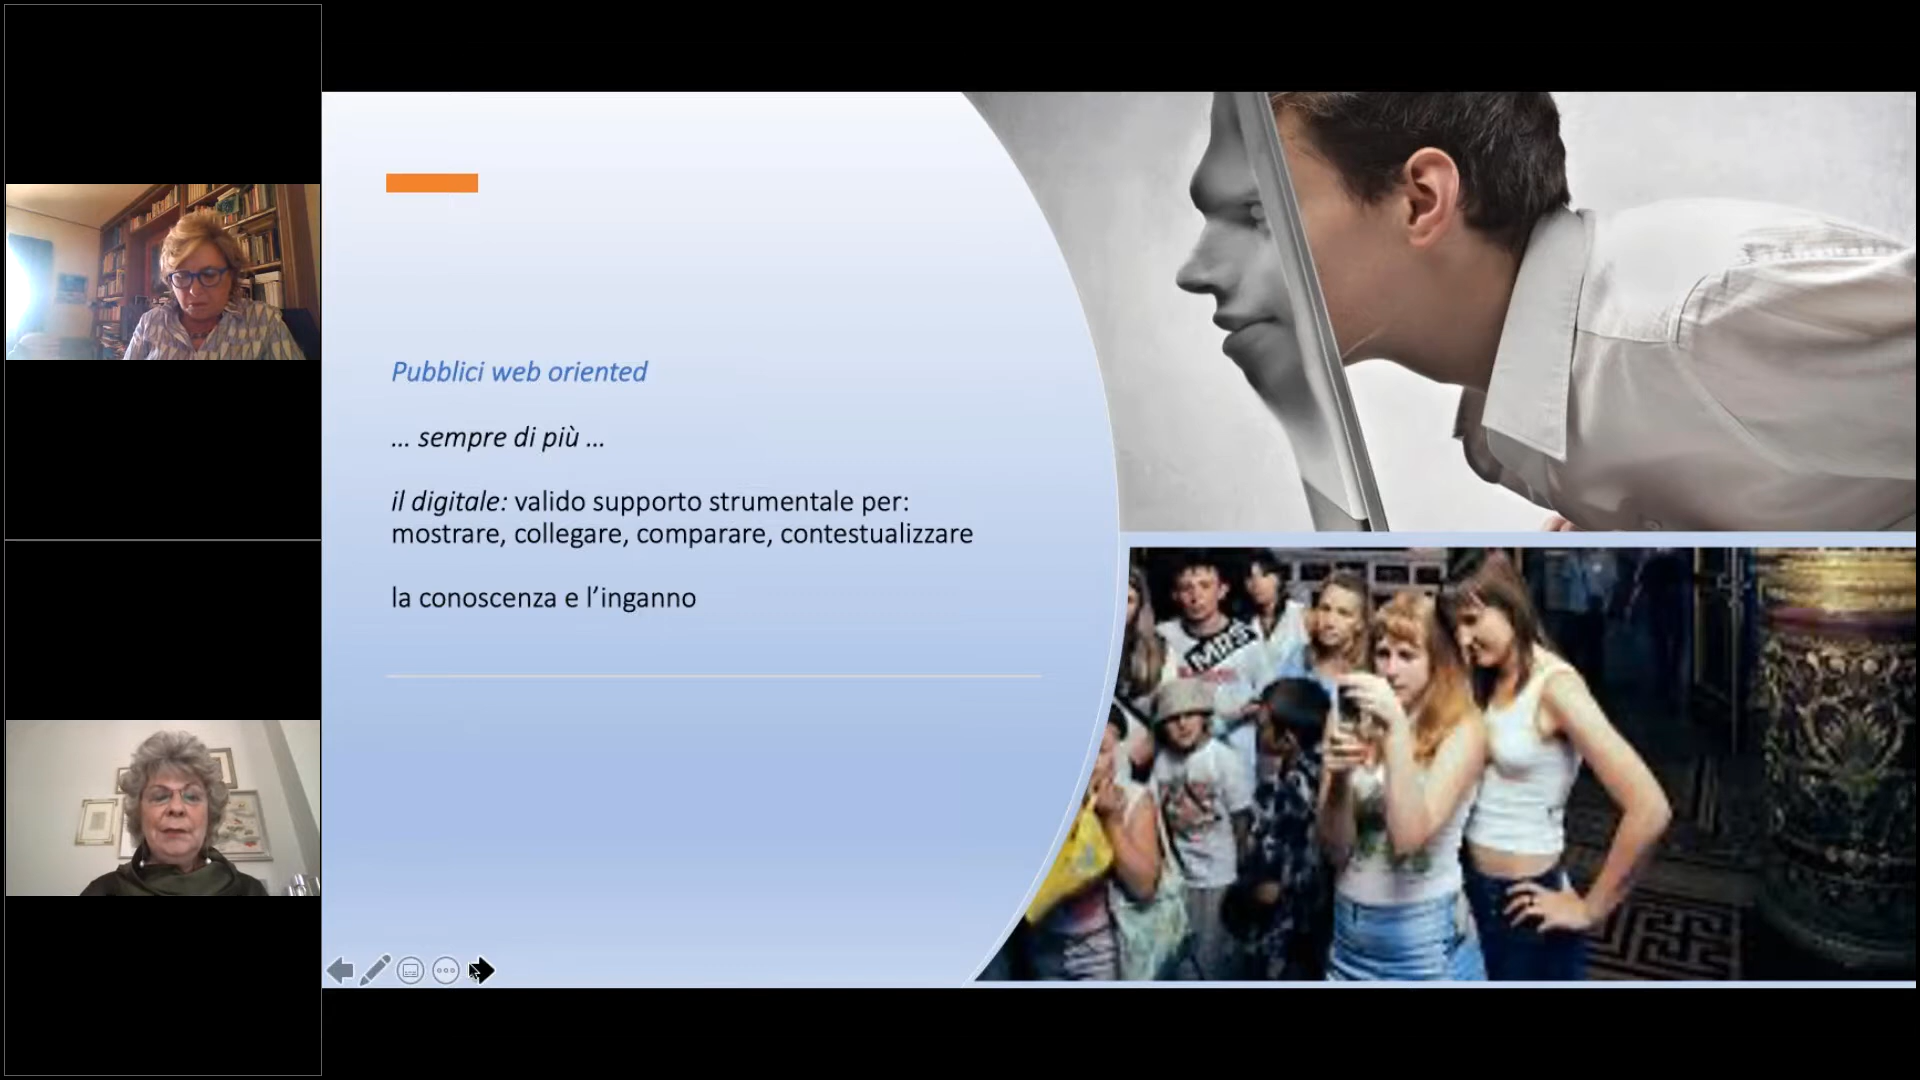 Pubblici web oriented
... sempre di più ...
il digitale: valido supporto strumentale per:
mostrare, collegare, comparare, contestualizzare
la conoscenza e l’inganno